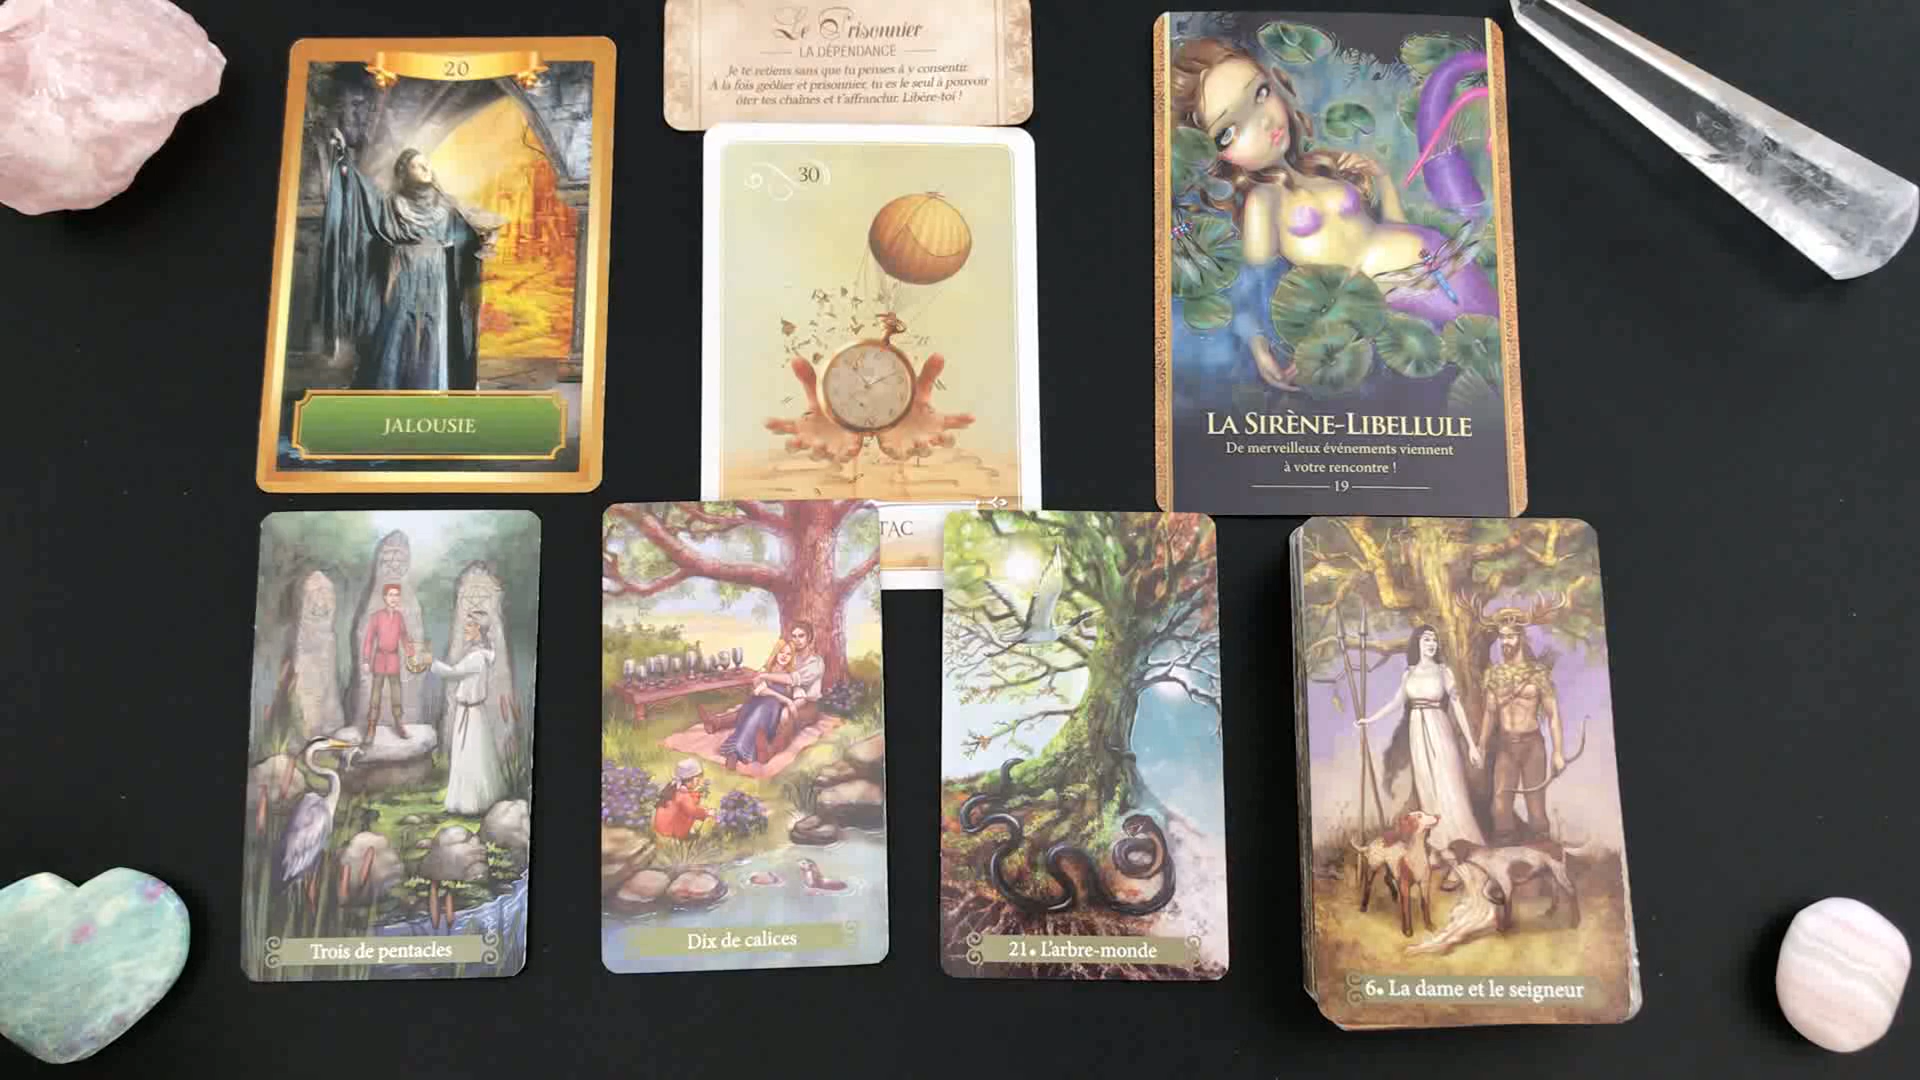 20
JALOUSIE
Le Prisonnier
LA DÉPENDANCE
Je te retiens sans que tu penses à y consentir.
À la fois geôlier et prisonnier, tu es le seul à pouvoir
ôter tes chaînes et t'affranchir. Libère-toi !
30
TAC
LA SIRÈNE-LIBELLULE
De merveilleux événements viennent
à votre rencontre !
19
Trois de pentacles
Dix de calices
21• L'arbre-monde
6• La dame et le seigneur